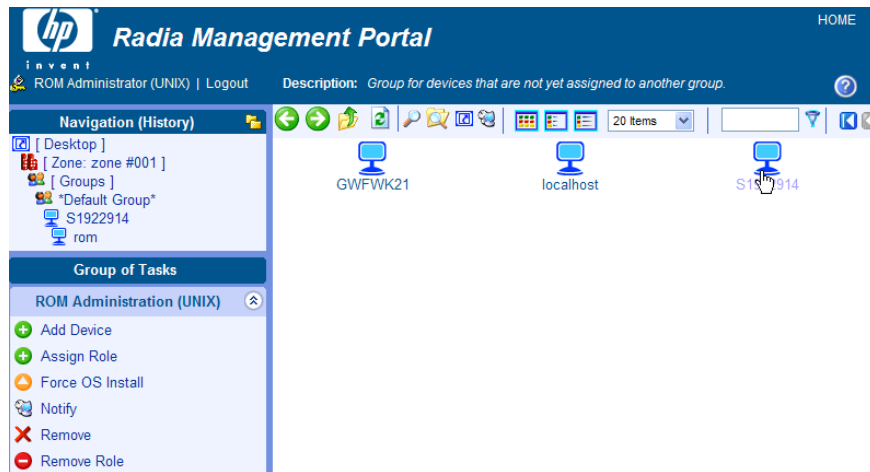 hp
invent
Radia Management Portal
HOME
ROM Administrator (UNIX) | Logout
Description: Group for devices that are not yet assigned to another group.
Navigation (History)
20 Items
[ Desktop ]
[ Zone: zone #001 ]
[ Groups ]
*Default Group*
S1922914
rom
GWFWK21
localhost
S1922914
Group of Tasks
ROM Administration (UNIX)
Add Device
Assign Role
Force OS Install
Notify
Remove
Remove Role